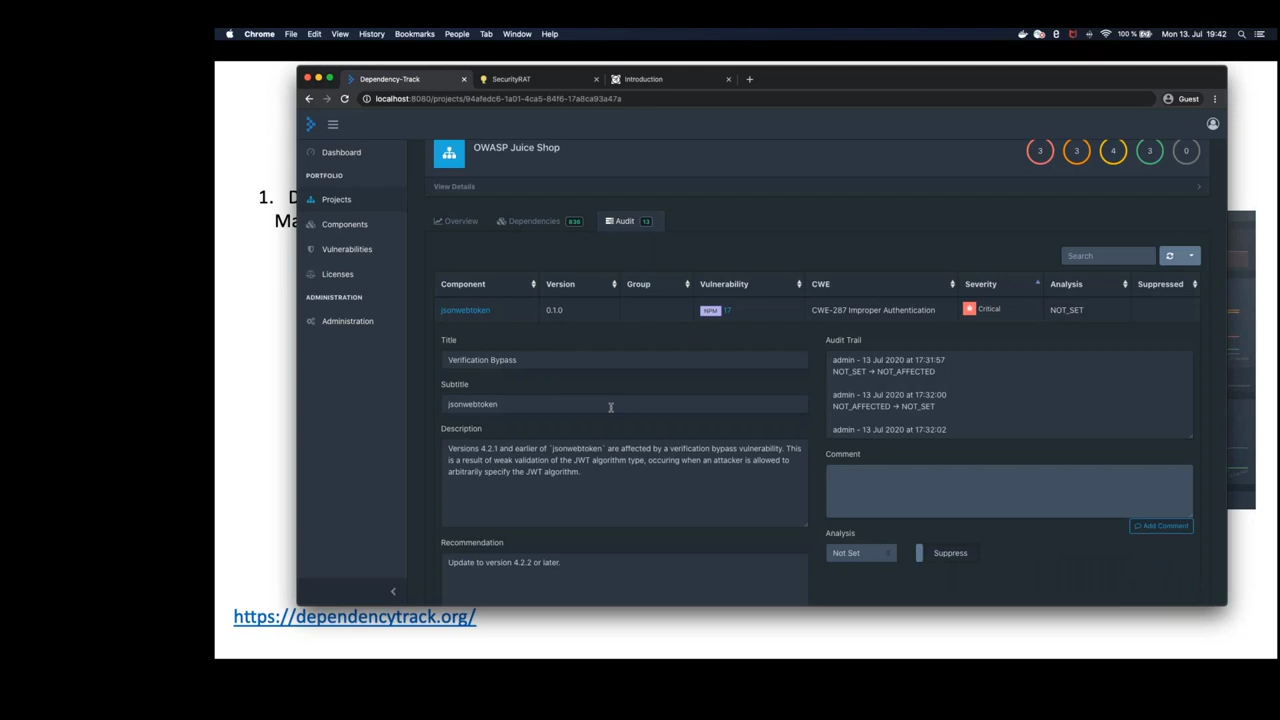 Chrome File Edit View History Bookmarks People Tab Window Help
100 % Mon 13. Jul 19:42
Dependency-Track
SecurityRAT
Introduction
localhost:8080/projects/94afedc6-1a01-4ca5-84f6-17a8ca93a47a
Guest
OWASP Juice Shop
3 3 4 3 0
View Details
Dashboard
PORTFOLIO
Projects
Components
Vulnerabilities
Licenses
ADMINISTRATION
Administration
1. D
Ma
Overview
Dependencies 838
Audit 13
Search
Component Version Group Vulnerability CWE Severity Analysis Suppressed
jsonwebtoken 0.1.0 NPM 17 CWE-287 Improper Authentication Critical NOT_SET
Title
Verification Bypass
Subtitle
jsonwebtoken
Description
Versions 4.2.1 and earlier of `jsonwebtoken` are affected by a verification bypass vulnerability. This
is a result of weak validation of the JWT algorithm type, occuring when an attacker is allowed to
arbitrarily specify the JWT algorithm.
Recommendation
Update to version 4.2.2 or later.
Audit Trail
admin - 13 Jul 2020 at 17:31:57
NOT_SET → NOT_AFFECTED
admin - 13 Jul 2020 at 17:32:00
NOT_AFFECTED → NOT_SET
admin - 13 Jul 2020 at 17:32:02
Comment
Add Comment
Analysis
Not Set
Suppress
https://dependencytrack.org/